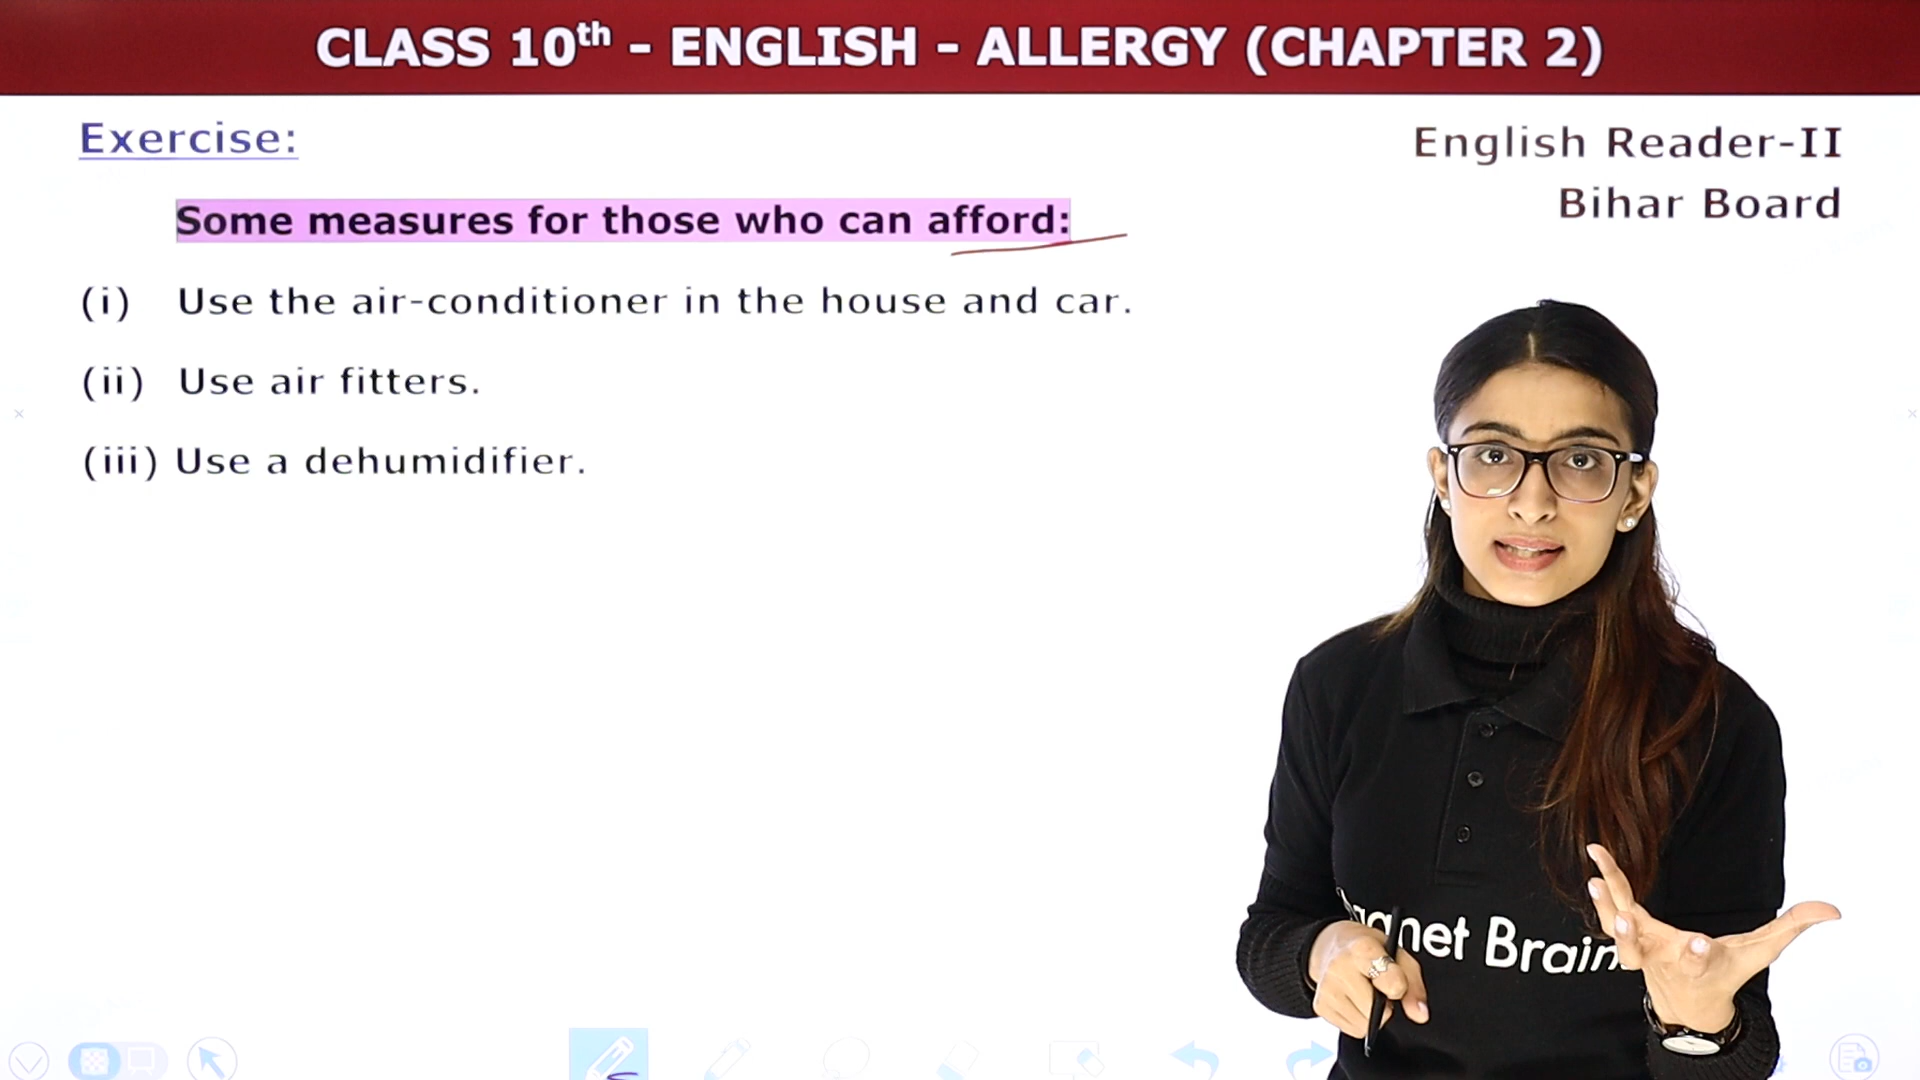 CLASS 10th - ENGLISH - ALLERGY (CHAPTER 2)
Exercise:
English Reader-II
Bihar Board
Some measures for those who can afford:
(i) Use the air-conditioner in the house and car.
(ii) Use air fitters.
(iii) Use a dehumidifier.
net Brain